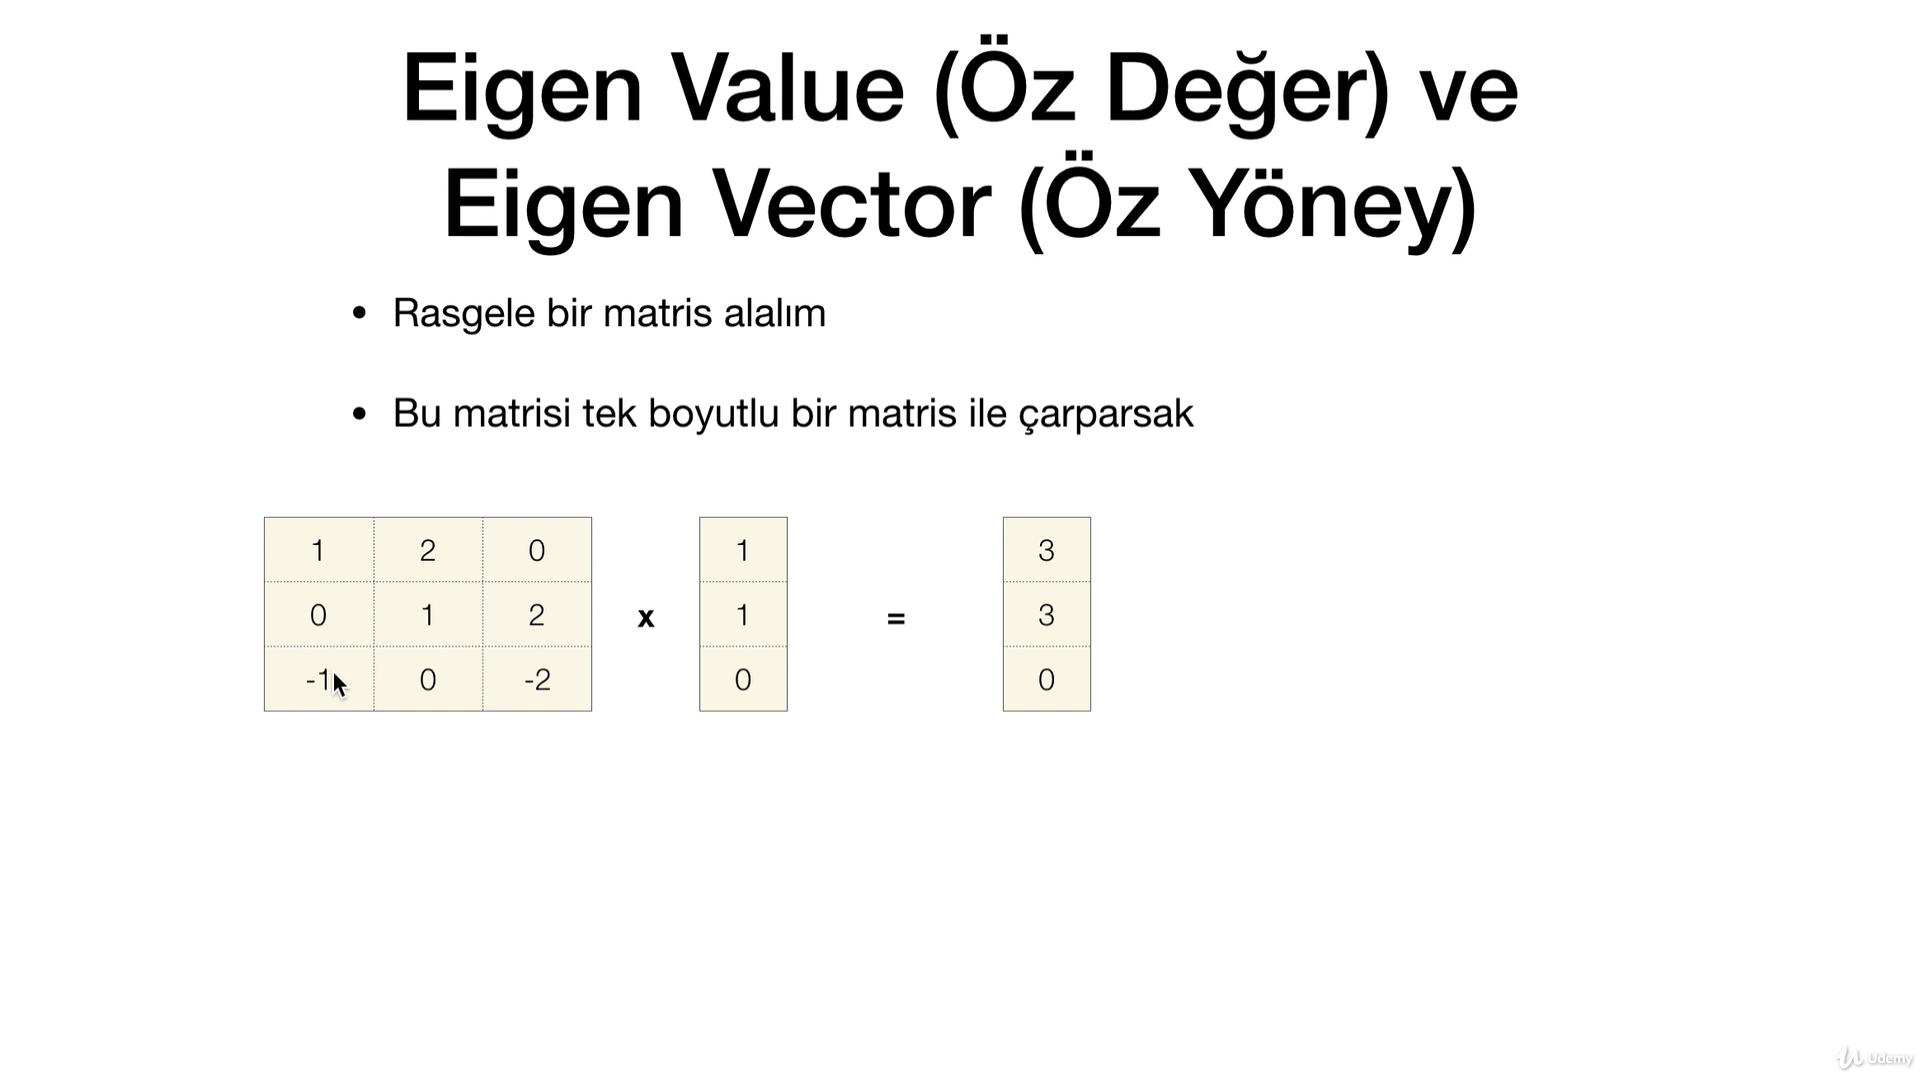 Eigen Value (Öz Değer) ve
Eigen Vector (Öz Yöney)
• Rasgele bir matris alalım
• Bu matrisi tek boyutlu bir matris ile çarparsak
1 2 0 1 3
0 1 2 x 1 = 3
-1 0 -2 0 0
Udemy